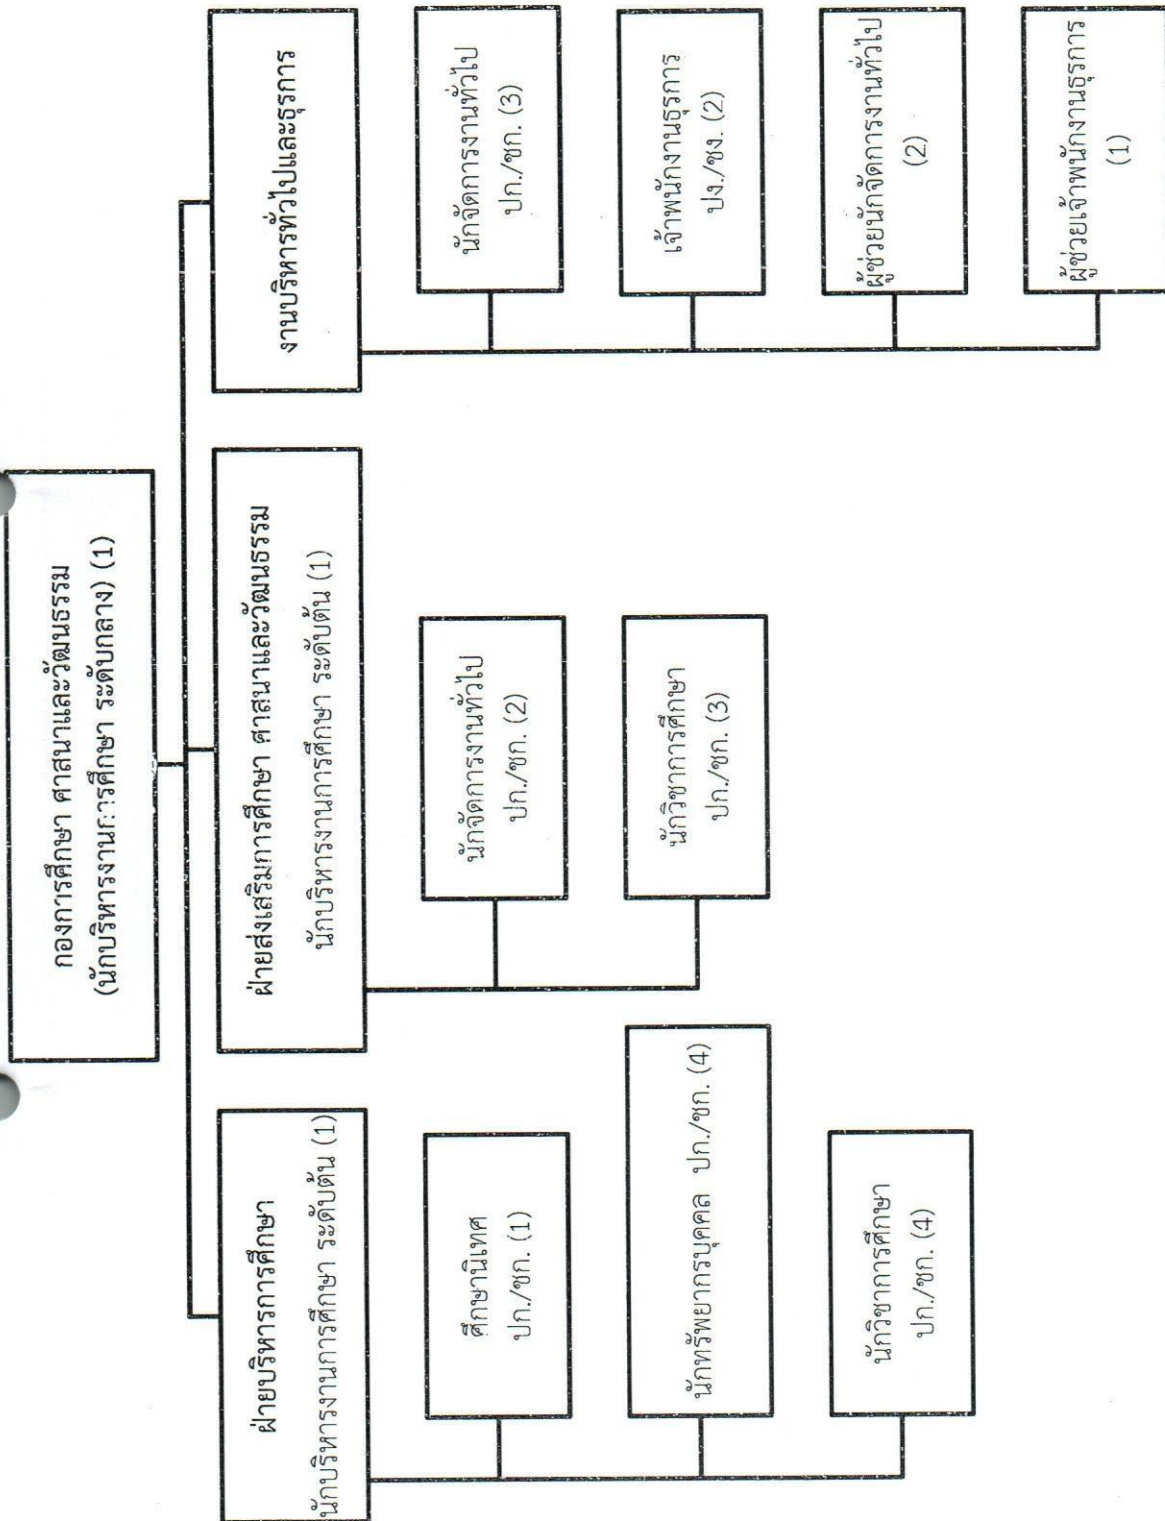 กองการศึกษา ศาสนาและวัฒนธรรม
(นักบริหารงานการศึกษา ระดับกลาง) (1)
ฝ่ายบริหารการศึกษา
นักบริหารงานการศึกษา ระดับต้น (1)
ศึกษานิเทศ
ปก./ชก. (1)
นักทรัพยากรบุคคล ปก./ชก. (4)
นักวิชาการศึกษา
ปก./ชก. (4)
ฝ่ายส่งเสริมการศึกษา ศาสนาและวัฒนธรรม
นักบริหารงานการศึกษา ระดับต้น (1)
นักจัดการงานทั่วไป
ปก./ชก. (2)
นักวิชาการศึกษา
ปก./ชก. (3)
งานบริหารทั่วไปและธุรการ
นักจัดการงานทั่วไป
ปก./ชก. (3)
เจ้าพนักงานธุรการ
ปง./ชง. (2)
ผู้ช่วยนักจัดการงานทั่วไป
(2)
ผู้ช่วยเจ้าพนักงานธุรการ
(1)